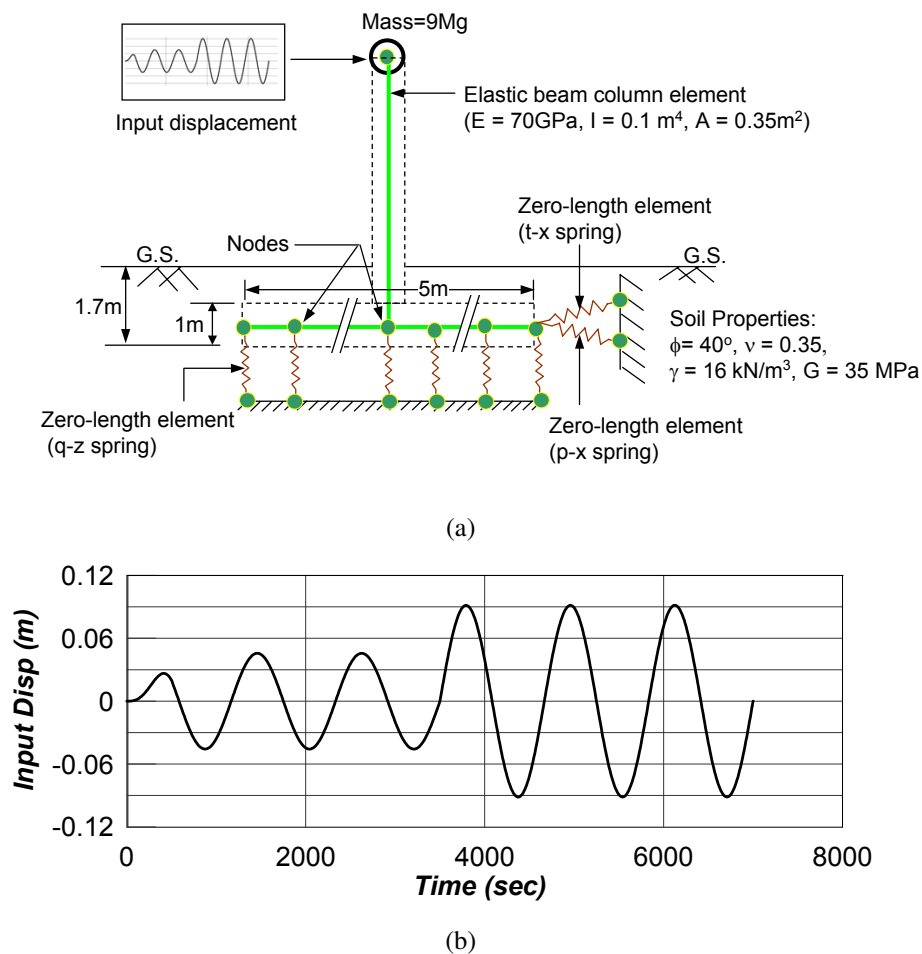 Mass=9Mg
Input displacement
Elastic beam column element
(E = 70GPa, I = 0.1 m⁴, A = 0.35m²)
Zero-length element
(t-x spring)
Nodes
G.S.
G.S.
5m
1.7m
1m
Soil Properties:
ϕ= 40°, ν = 0.35,
γ = 16 kN/m³, G = 35 MPa
Zero-length element
(q-z spring)
Zero-length element
(p-x spring)
(a)
Input Disp (m)
0.12
0.06
0
-0.06
-0.12
0 2000 4000 6000 8000
Time (sec)
(b)